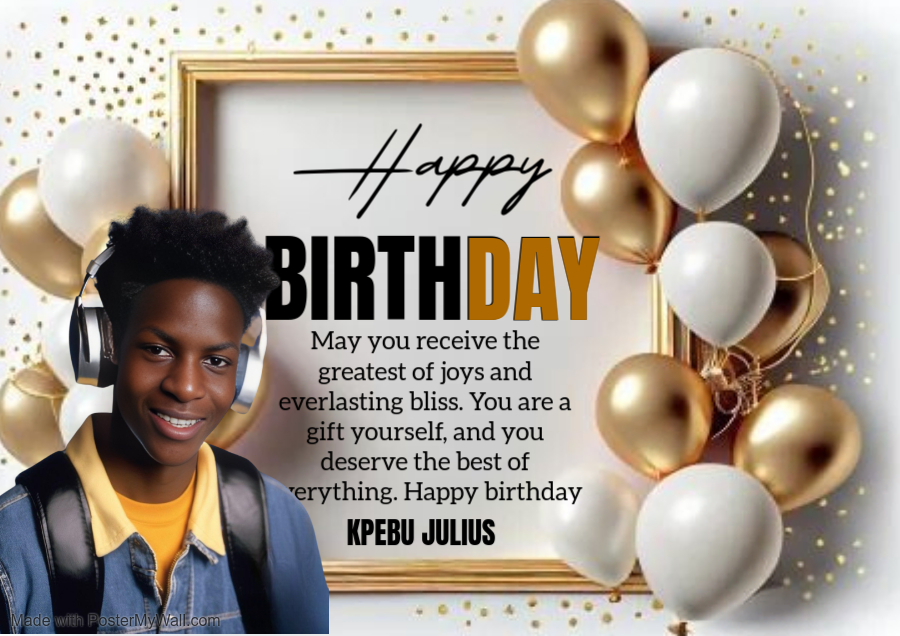 Happy
BIRTHDAY
May you receive the
greatest of joys and
everlasting bliss. You are a
gift yourself, and you
deserve the best of
verything. Happy birthday
KPEBU JULIUS
Made with PosterMyWall.com